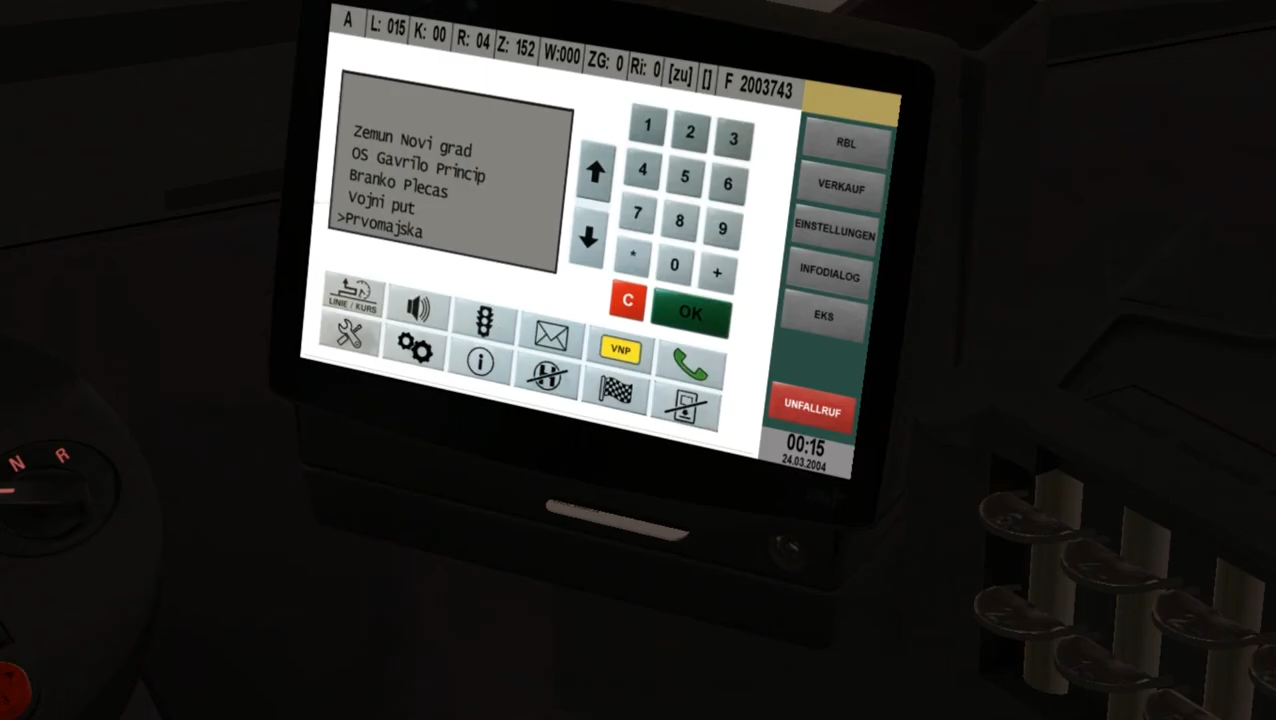 A L: 015 K: 00 R: 04 Z: 152 W:000 ZG: 0 Ri: 0 [zu] [] F 2003743
Zemun Novi grad
OS Gavrilo Princip
Branko Plecas
Vojni put
>Prvomajska
1 2 3
4 5 6
7 8 9
* 0 +
C OK
RBL
VERKAUF
EINSTELLUNGEN
INFODIALOG
EKS
UNFALLRUF
00:15
24.03.2004
LINIE / KURS
VNP
i
H
N R